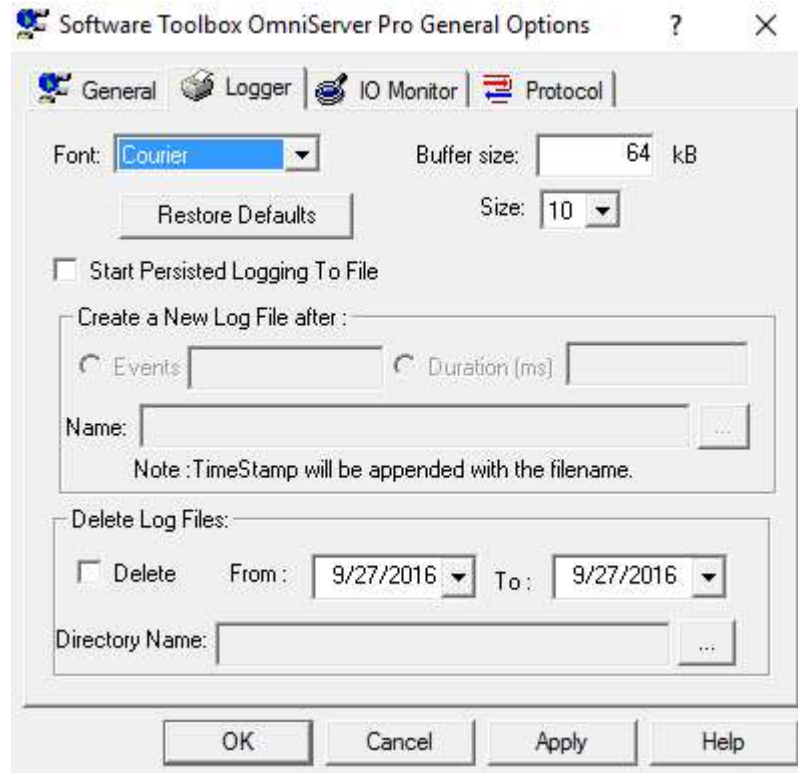 Software Toolbox OmniServer Pro General Options ? ×
General Logger IO Monitor Protocol
Font: Courier Buffer size: 64 kB
Restore Defaults Size: 10
Start Persisted Logging To File
Create a New Log File after :
Events Duration (ms)
Name: ...
Note :TimeStamp will be appended with the filename.
Delete Log Files:
Delete From : 9/27/2016 To : 9/27/2016
Directory Name: ...
OK Cancel Apply Help